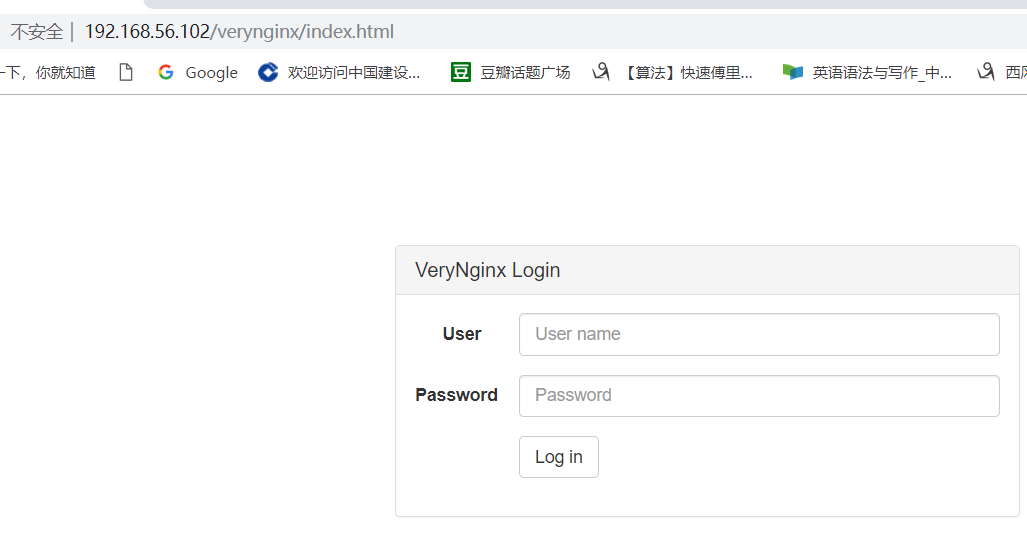 不安全 | 192.168.56.102/verynginx/index.html
一下，你就知道 Google 欢迎访问中国建设... 豆瓣话题广场 【算法】快速傅里... 英语语法与写作_中... 西风
VeryNginx Login
User User name
Password Password
Log in